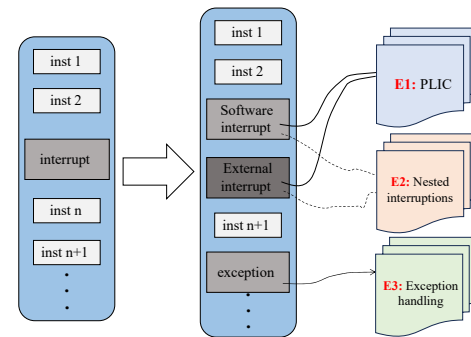 inst 1
inst 2
interrupt
inst n
inst n+1
inst 1
inst 2
Software
interrupt
External
interrupt
inst n+1
exception
E1: PLIC
E2: Nested
interruptions
E3: Exception
handling